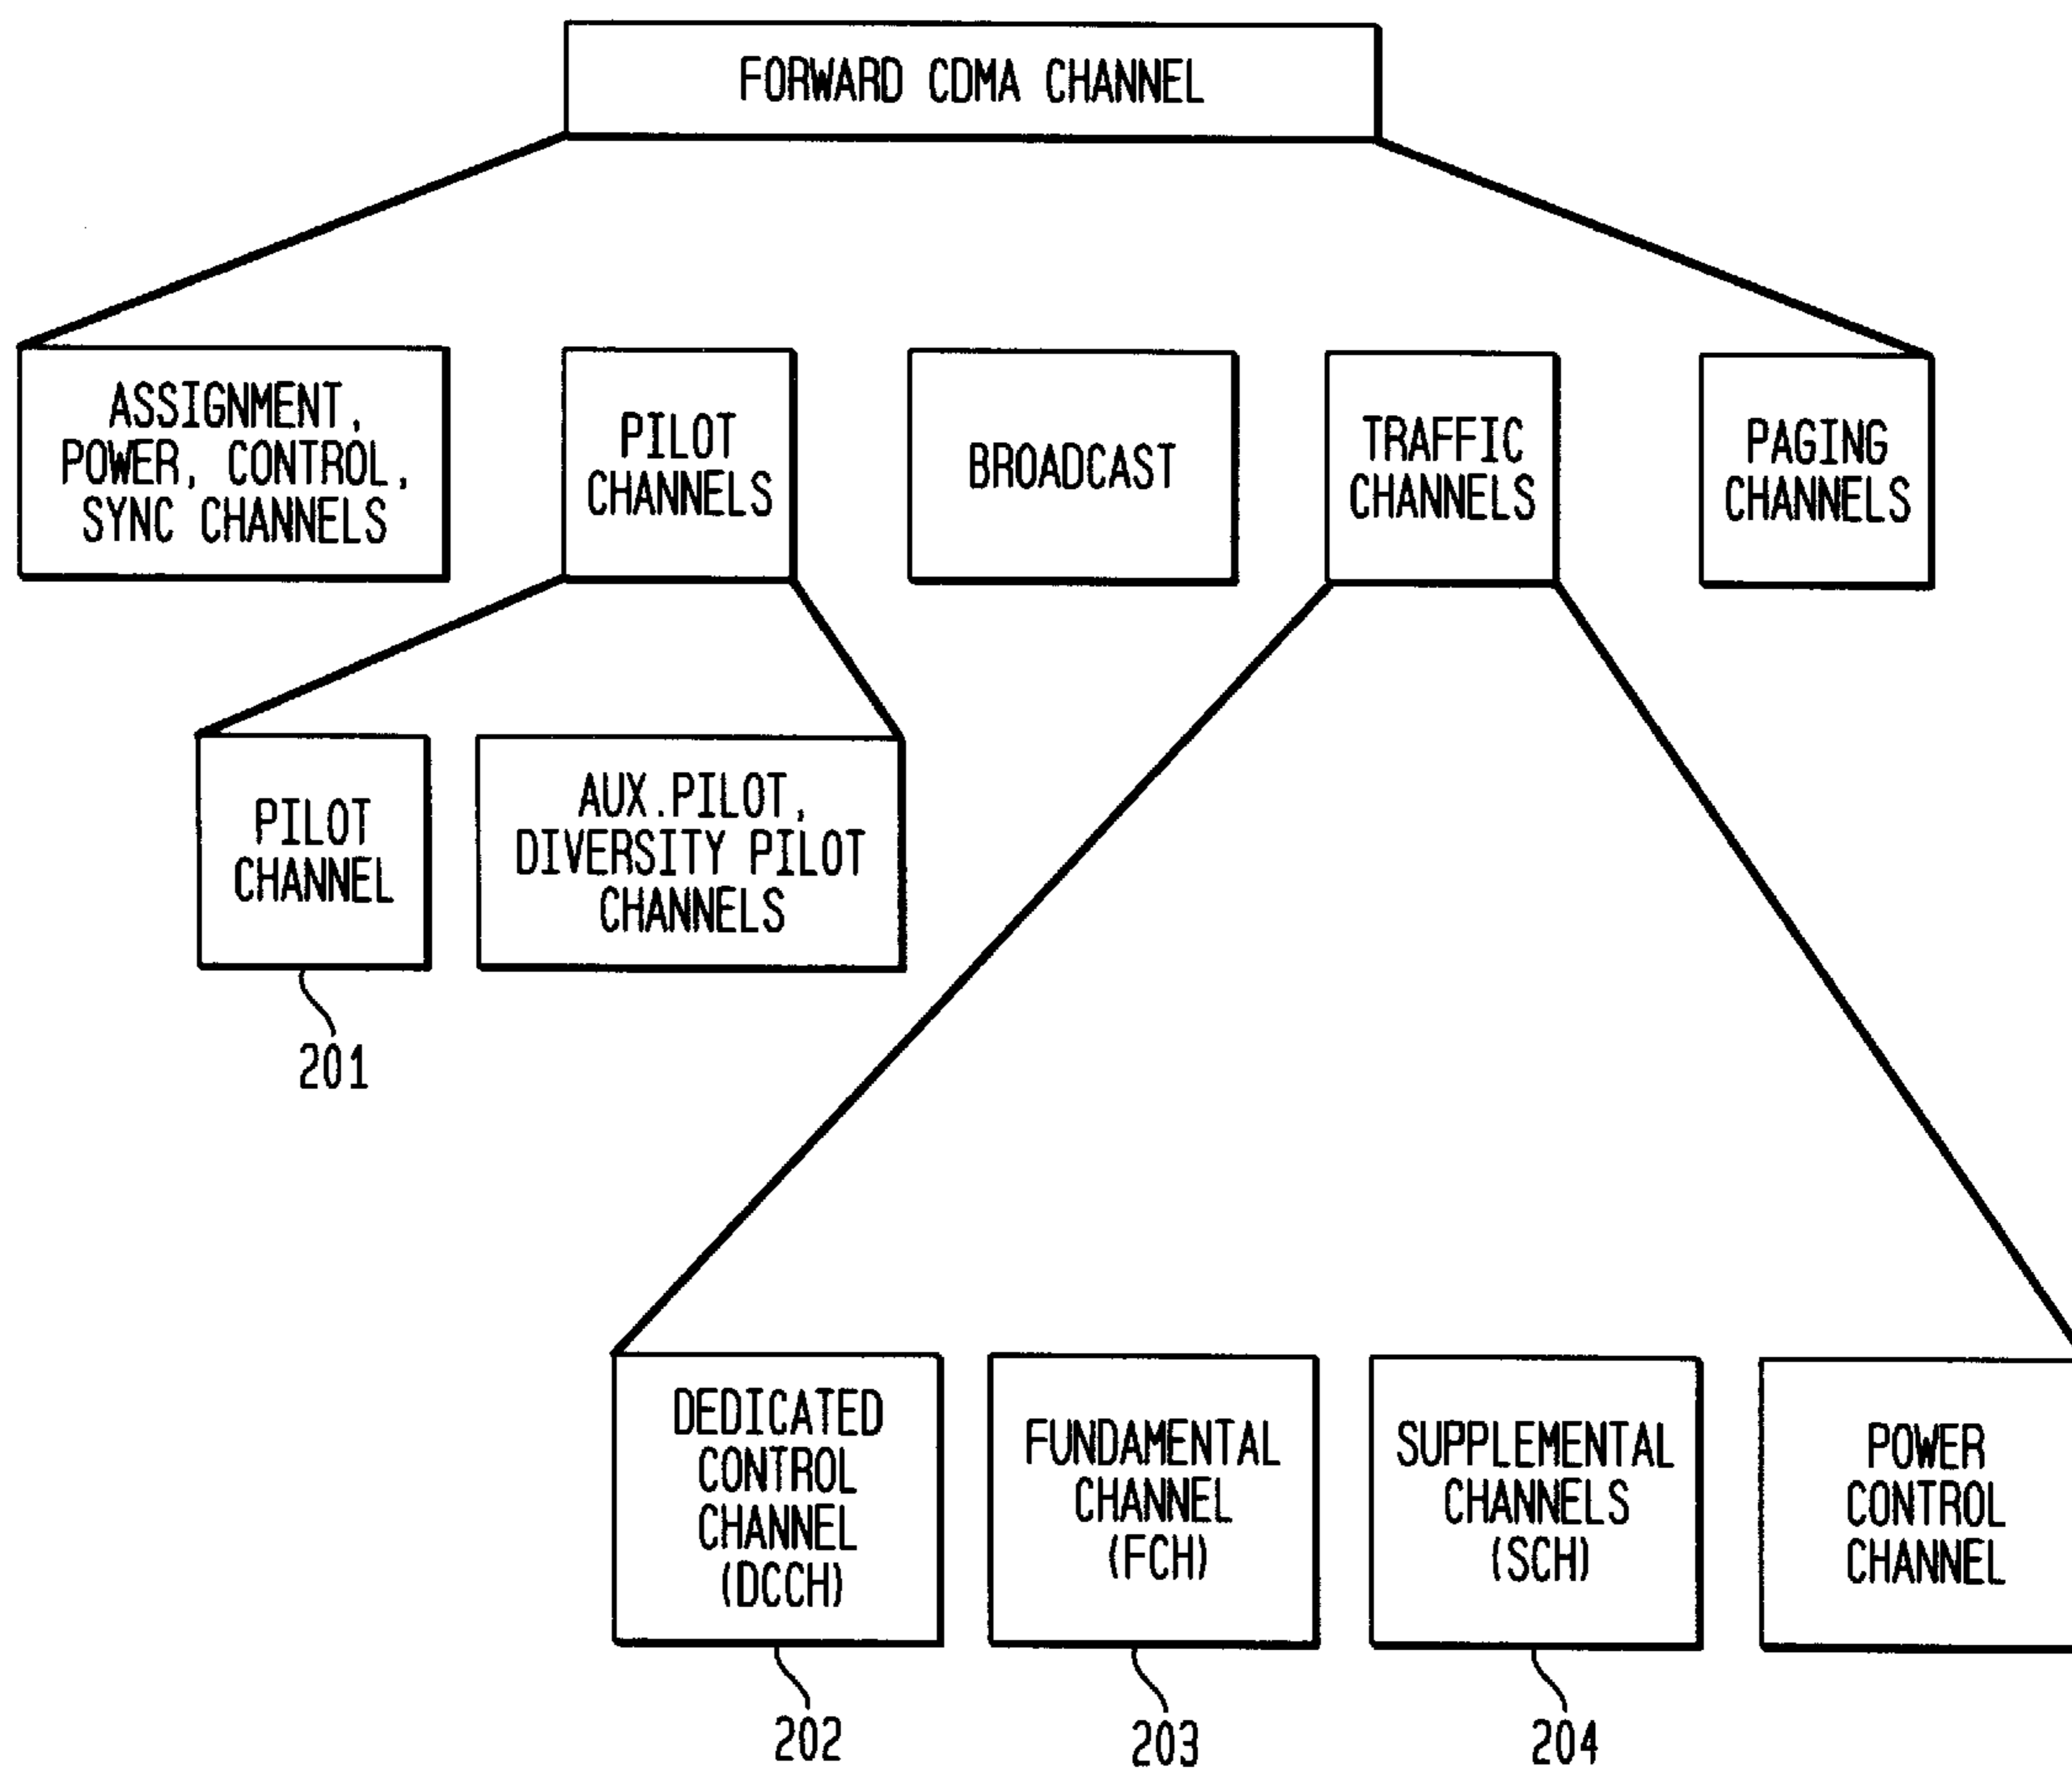 FORWARD CDMA CHANNEL
ASSIGNMENT,
POWER, CONTROL,
SYNC CHANNELS
PILOT
CHANNELS
BROADCAST
TRAFFIC
CHANNELS
PAGING
CHANNELS
PILOT
CHANNEL
AUX.PILOT,
DIVERSITY PILOT
CHANNELS
201
DEDICATED
CONTROL
CHANNEL
(DCCH)
FUNDAMENTAL
CHANNEL
(FCH)
SUPPLEMENTAL
CHANNELS
(SCH)
POWER
CONTROL
CHANNEL
202
203
204